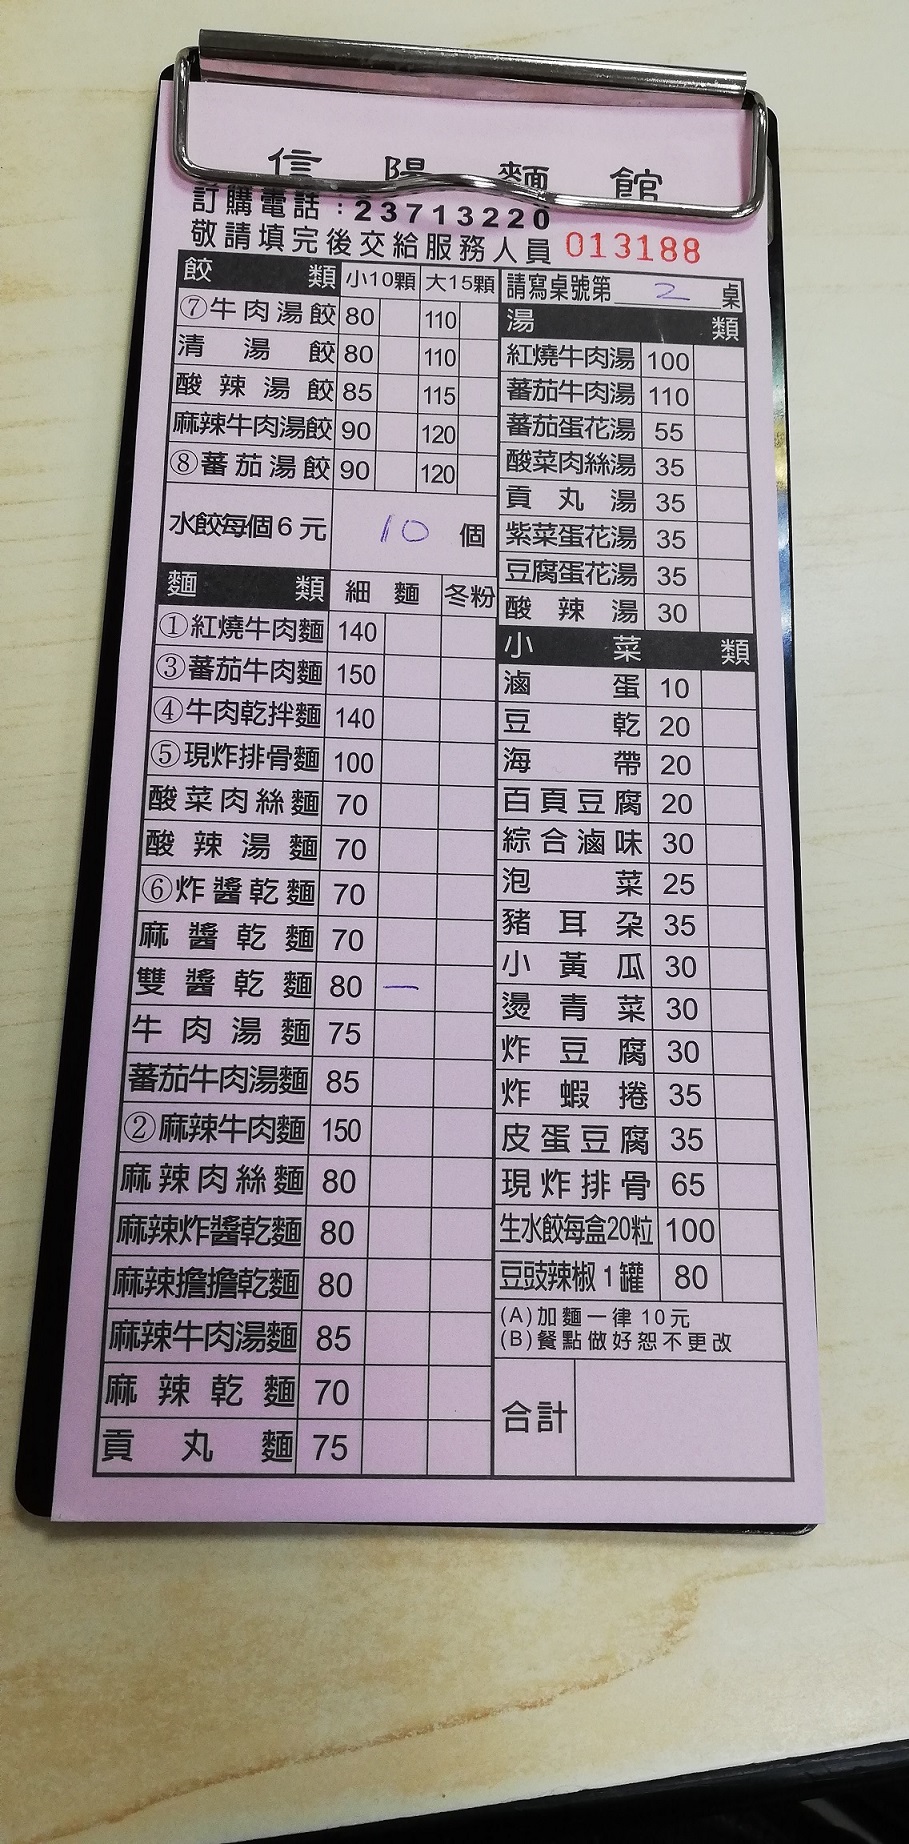 信陽麵館
訂購電話:23713220
敬請填完後交給服務人員 013188
餃類 小10顆 大15顆
⑦牛肉湯餃 80 110
清湯餃 80 110
酸辣湯餃 85 115
麻辣牛肉湯餃 90 120
⑧蕃茄湯餃 90 120
水餃每個6元 10 個
麵類 細麵 冬粉
①紅燒牛肉麵 140
③蕃茄牛肉麵 150
④牛肉乾拌麵 140
⑤現炸排骨麵 100
酸菜肉絲麵 70
酸辣湯麵 70
⑥炸醬乾麵 70
麻醬乾麵 70
雙醬乾麵 80 一
牛肉湯麵 75
蕃茄牛肉湯麵 85
②麻辣牛肉麵 150
麻辣肉絲麵 80
麻辣炸醬乾麵 80
麻辣擔擔乾麵 80
麻辣牛肉湯麵 85
麻辣乾麵 70
貢丸麵 75
請寫桌號第 2 桌
湯類
紅燒牛肉湯 100
蕃茄牛肉湯 110
蕃茄蛋花湯 55
酸菜肉絲湯 35
貢丸湯 35
紫菜蛋花湯 35
豆腐蛋花湯 35
酸辣湯 30
小菜類
滷蛋 10
豆乾 20
海帶 20
百頁豆腐 20
綜合滷味 30
泡菜 25
豬耳朵 35
小黃瓜 30
燙青菜 30
炸豆腐 30
炸蝦捲 35
皮蛋豆腐 35
現炸排骨 65
生水餃每盒20粒 100
豆豉辣椒1罐 80
(A)加麵一律10元
(B)餐點做好恕不更改
合計